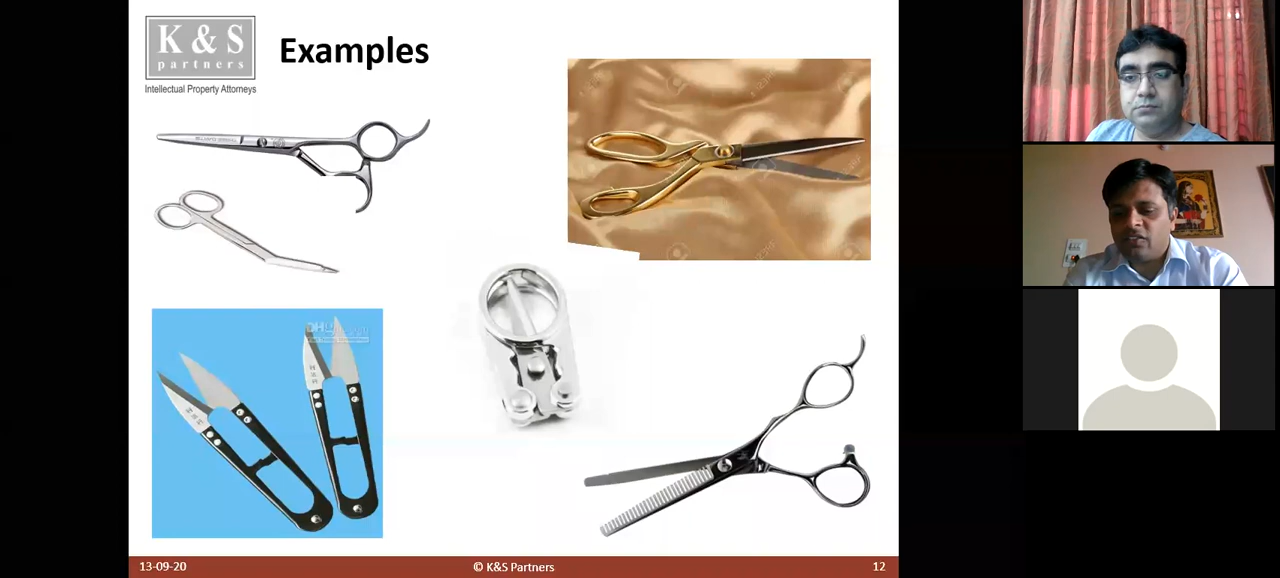 K & S
partners
Intellectual Property Attorneys
Examples
13-09-20
© K&S Partners
12